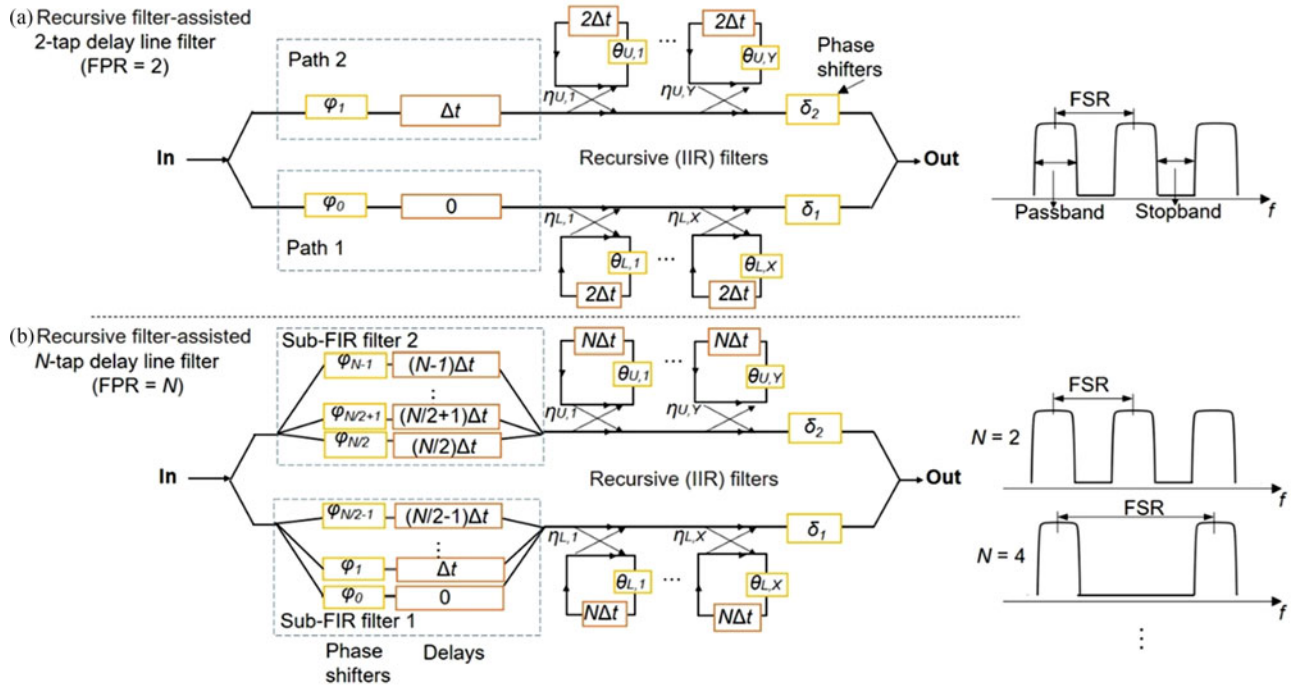 (a) Recursive filter-assisted
2-tap delay line filter
(FPR = 2)
Path 2
φ1
Δt
2Δt
θU,1
...
2Δt
θU,Y
ηU,1
ηU,Y
Phase
shifters
δ2
In
Recursive (IIR) filters
Out
φ0
0
Path 1
ηL,1
ηL,X
δ1
θL,1
...
θL,X
2Δt
2Δt
FSR
Passband
Stopband
f
(b) Recursive filter-assisted
N-tap delay line filter
(FPR = N)
Sub-FIR filter 2
φN-1
(N-1)Δt
⋮
φN/2+1
(N/2+1)Δt
φN/2
(N/2)Δt
NΔt
θU,1
...
NΔt
θU,Y
ηU,1
ηU,Y
δ2
In
Recursive (IIR) filters
Out
φN/2-1
(N/2-1)Δt
⋮
φ1
Δt
φ0
0
Sub-FIR filter 1
Phase
shifters
Delays
ηL,1
ηL,X
δ1
θL,1
...
θL,X
NΔt
NΔt
FSR
N = 2
f
FSR
N = 4
f
⋮